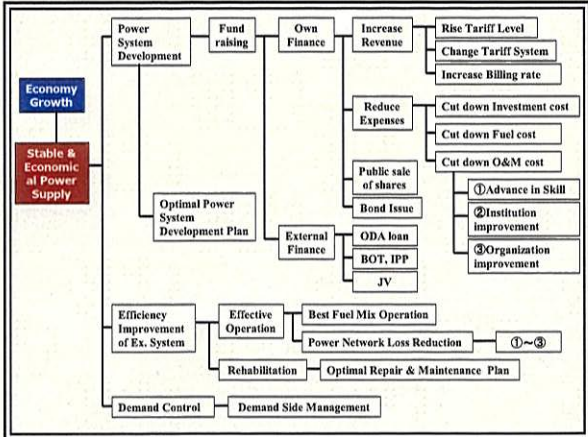 Economy
Growth
Stable &
Economic
al Power
Supply
Power
System
Development
Fund
raising
Own
Finance
Increase
Revenue
Rise Tariff Level
Change Tariff System
Increase Billing rate
Reduce
Expenses
Cut down Investment cost
Cut down Fuel cost
Cut down O&M cost
①Advance in Skill
②Institution
improvement
③Organization
improvement
Public sale
of shares
Bond Issue
Optimal Power
System
Development Plan
External
Finance
ODA loan
BOT, IPP
JV
Efficiency
Improvement
of Ex. System
Effective
Operation
Best Fuel Mix Operation
Power Network Loss Reduction
①~③
Rehabilitation
Optimal Repair & Maintenance Plan
Demand Control
Demand Side Management